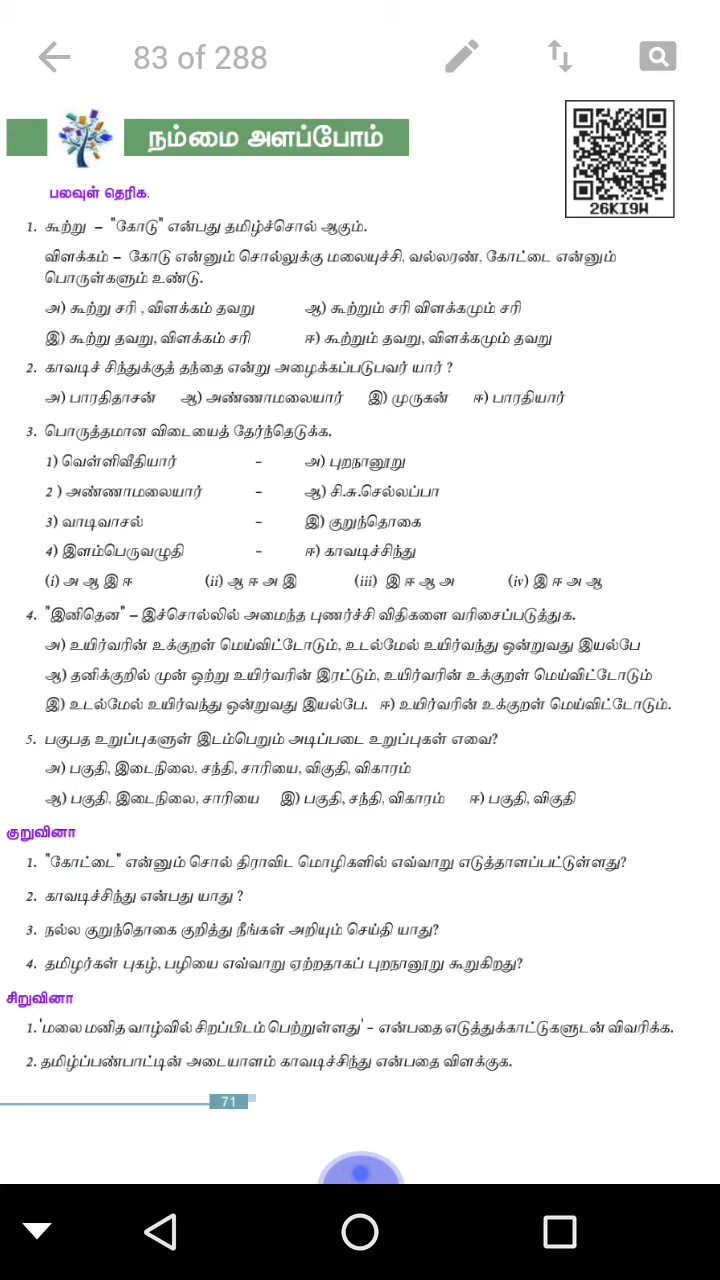 83 of 288
நம்மை அளப்போம்
26KI9W
பலவுள் தெரிக.
1. கூற்று – "கோடு" என்பது தமிழ்ச்சொல் ஆகும்.
விளக்கம் – கோடு என்னும் சொல்லுக்கு மலையுச்சி, வல்லரண், கோட்டை என்னும்
பொருள்களும் உண்டு.
அ) கூற்று சரி , விளக்கம் தவறு ஆ) கூற்றும் சரி விளக்கமும் சரி
இ) கூற்று தவறு, விளக்கம் சரி ஈ) கூற்றும் தவறு, விளக்கமும் தவறு
2. காவடிச் சிந்துக்குத் தந்தை என்று அழைக்கப்படுபவர் யார் ?
அ) பாரதிதாசன் ஆ) அண்ணாமலையார் இ) முருகன் ஈ) பாரதியார்
3. பொருத்தமான விடையைத் தேர்ந்தெடுக்க.
1) வெள்ளிவீதியார் – அ) புறநானூறு
2 ) அண்ணாமலையார் – ஆ) சி.சு.செல்லப்பா
3) வாடிவாசல் – இ) குறுந்தொகை
4) இளம்பெருவழுதி – ஈ) காவடிச்சிந்து
(i) அ ஆ இ ஈ (ii) ஆ ஈ அ இ (iii) இ ஈ ஆ அ (iv) இ ஈ அ ஆ
4. "இனிதென" – இச்சொல்லில் அமைந்த புணர்ச்சி விதிகளை வரிசைப்படுத்துக.
அ) உயிர்வரின் உக்குறள் மெய்விட்டோடும், உடல்மேல் உயிர்வந்து ஒன்றுவது இயல்பே
ஆ) தனிக்குறில் முன் ஒற்று உயிர்வரின் இரட்டும், உயிர்வரின் உக்குறள் மெய்விட்டோடும்
இ) உடல்மேல் உயிர்வந்து ஒன்றுவது இயல்பே. ஈ) உயிர்வரின் உக்குறள் மெய்விட்டோடும்.
5. பகுபத உறுப்புகளுள் இடம்பெறும் அடிப்படை உறுப்புகள் எவை?
அ) பகுதி, இடைநிலை, சந்தி, சாரியை, விகுதி, விகாரம்
ஆ) பகுதி, இடைநிலை, சாரியை இ) பகுதி, சந்தி, விகாரம் ஈ) பகுதி, விகுதி
குறுவினா
1. "கோட்டை" என்னும் சொல் திராவிட மொழிகளில் எவ்வாறு எடுத்தாளப்பட்டுள்ளது?
2. காவடிச்சிந்து என்பது யாது ?
3. நல்ல குறுந்தொகை குறித்து நீங்கள் அறியும் செய்தி யாது?
4. தமிழர்கள் புகழ், பழியை எவ்வாறு ஏற்றதாகப் புறநானூறு கூறுகிறது?
சிறுவினா
1.'மலை மனித வாழ்வில் சிறப்பிடம் பெற்றுள்ளது' – என்பதை எடுத்துக்காட்டுகளுடன் விவரிக்க.
2. தமிழ்ப்பண்பாட்டின் அடையாளம் காவடிச்சிந்து என்பதை விளக்குக.
71